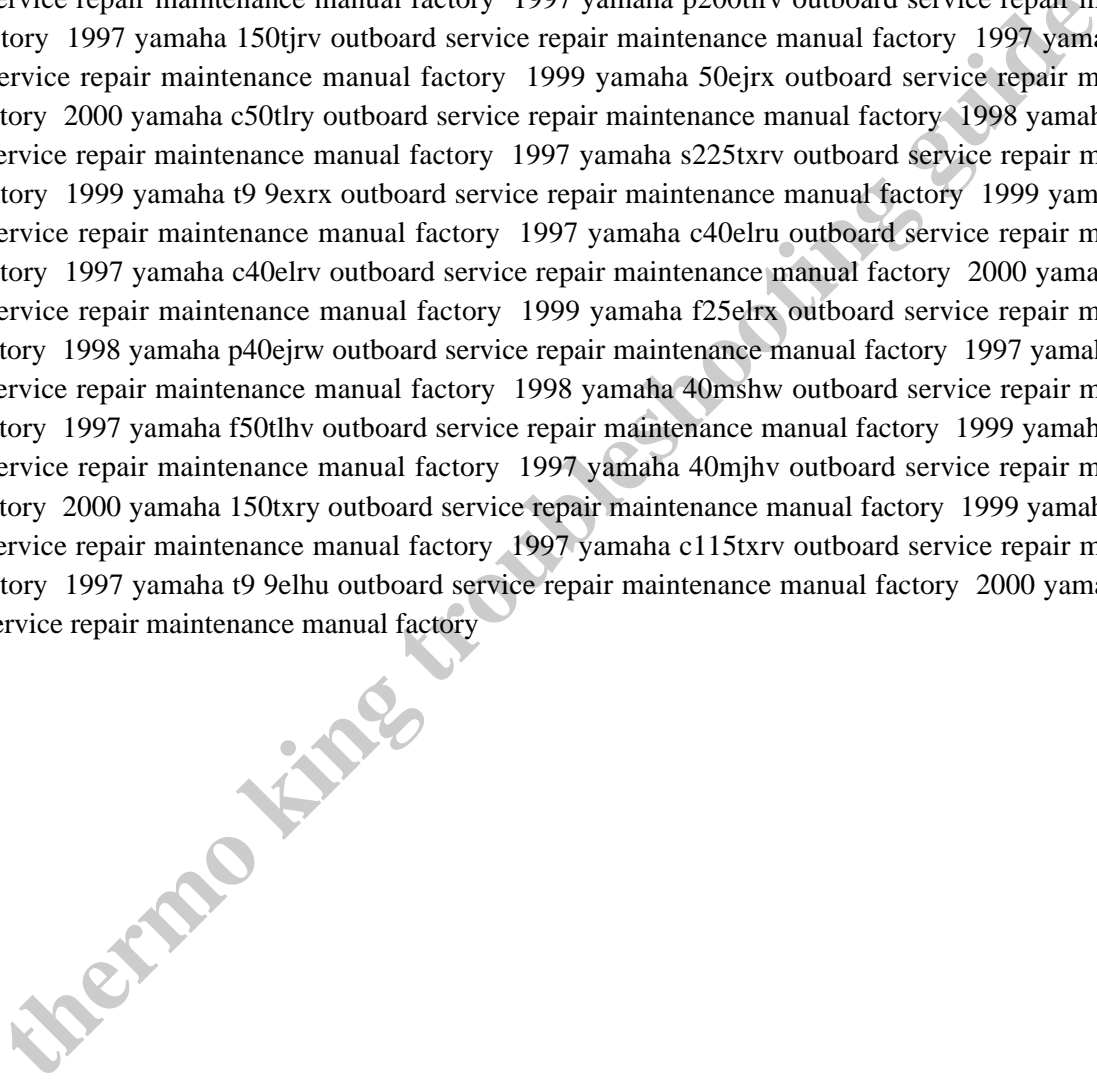 service repair maintenance manual factory 1997 yamaha p200tlrv outboard service repair m
tory 1997 yamaha 150tjrv outboard service repair maintenance manual factory 1997 yama
ervice repair maintenance manual factory 1999 yamaha 50ejrx outboard service repair m
tory 2000 yamaha c50tlry outboard service repair maintenance manual factory 1998 yamah
ervice repair maintenance manual factory 1997 yamaha s225txrv outboard service repair m
tory 1999 yamaha t9 9exrx outboard service repair maintenance manual factory 1999 yam
ervice repair maintenance manual factory 1997 yamaha c40elru outboard service repair m
tory 1997 yamaha c40elrv outboard service repair maintenance manual factory 2000 yama
ervice repair maintenance manual factory 1999 yamaha f25elrx outboard service repair m
tory 1998 yamaha p40ejrw outboard service repair maintenance manual factory 1997 yamah
ervice repair maintenance manual factory 1998 yamaha 40mshw outboard service repair m
tory 1997 yamaha f50tlhv outboard service repair maintenance manual factory 1999 yamah
ervice repair maintenance manual factory 1997 yamaha 40mjhv outboard service repair m
tory 2000 yamaha 150txry outboard service repair maintenance manual factory 1999 yamah
ervice repair maintenance manual factory 1997 yamaha c115txrv outboard service repair m
tory 1997 yamaha t9 9elhu outboard service repair maintenance manual factory 2000 yama
ervice repair maintenance manual factory
thermo king troubleshooting guide